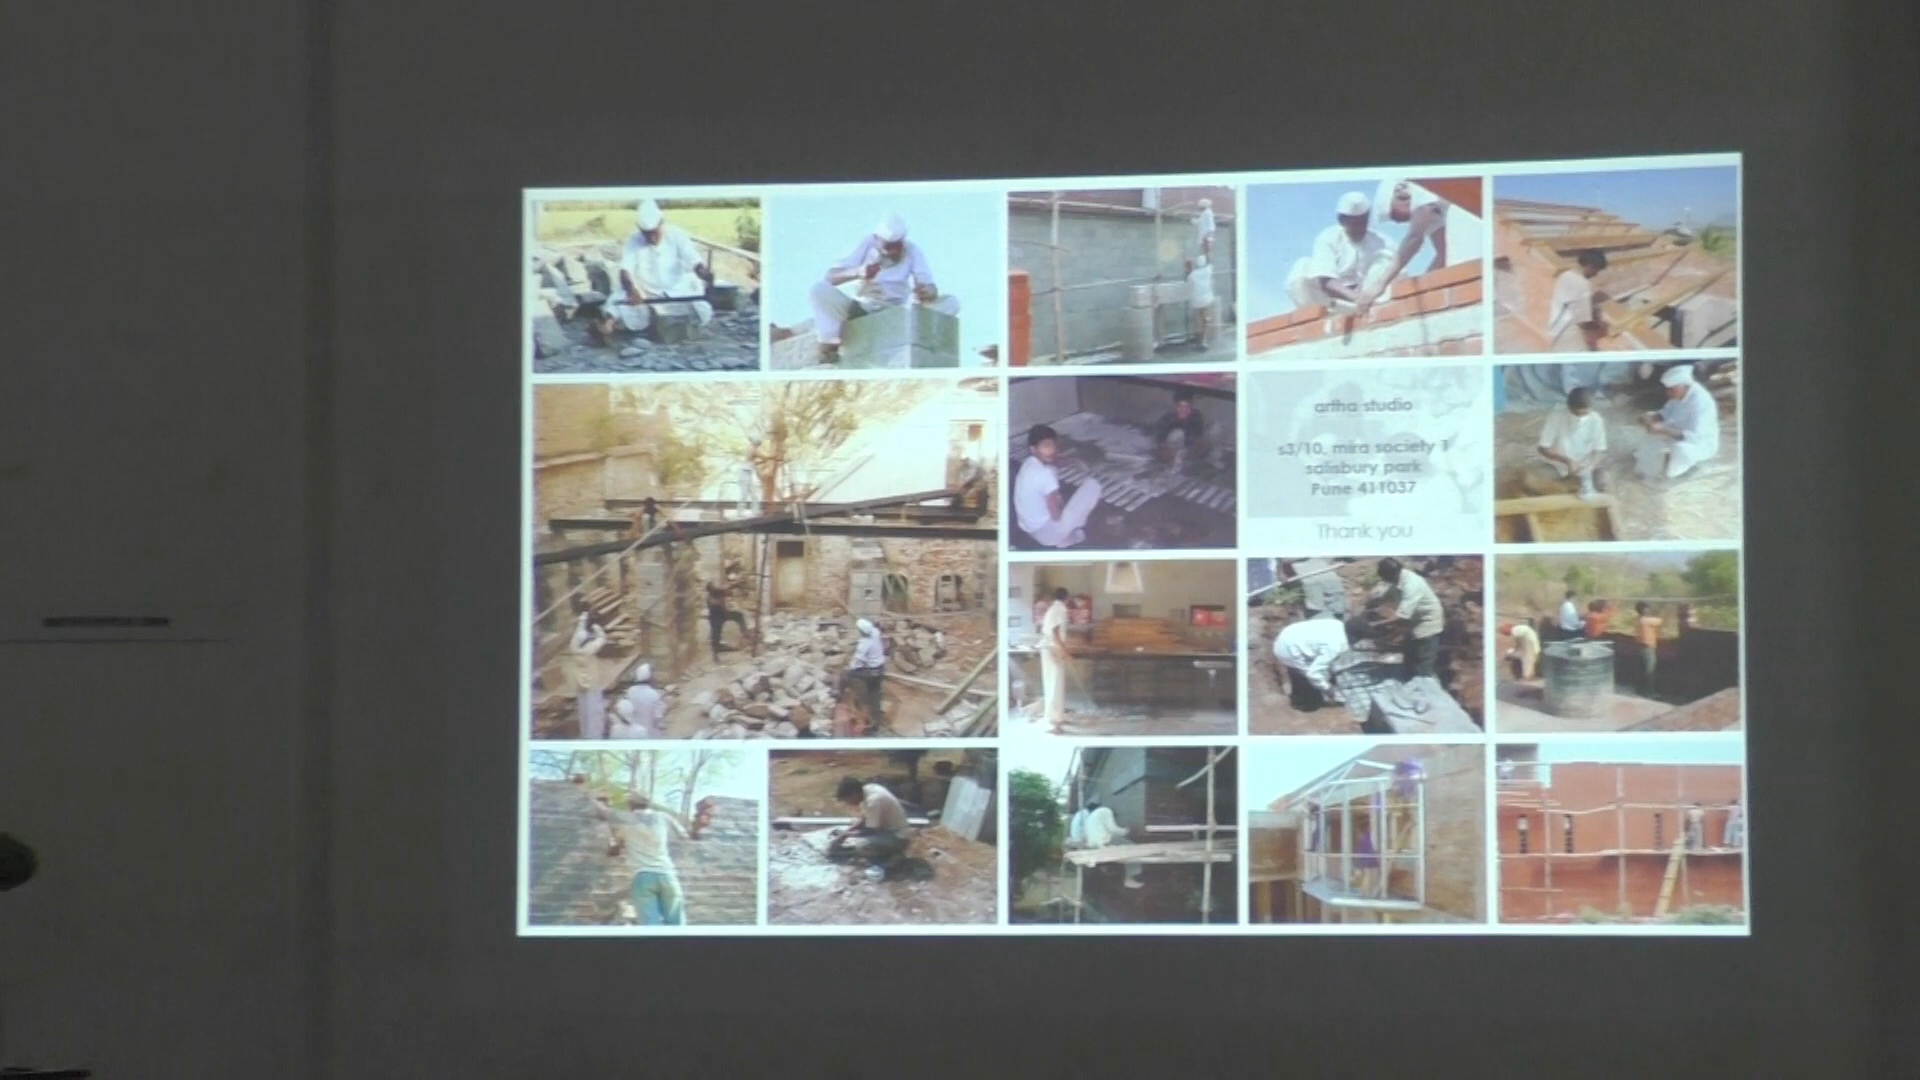 artha studio
s3/10, mira society 1
salisbury park
Pune 411037
Thank you